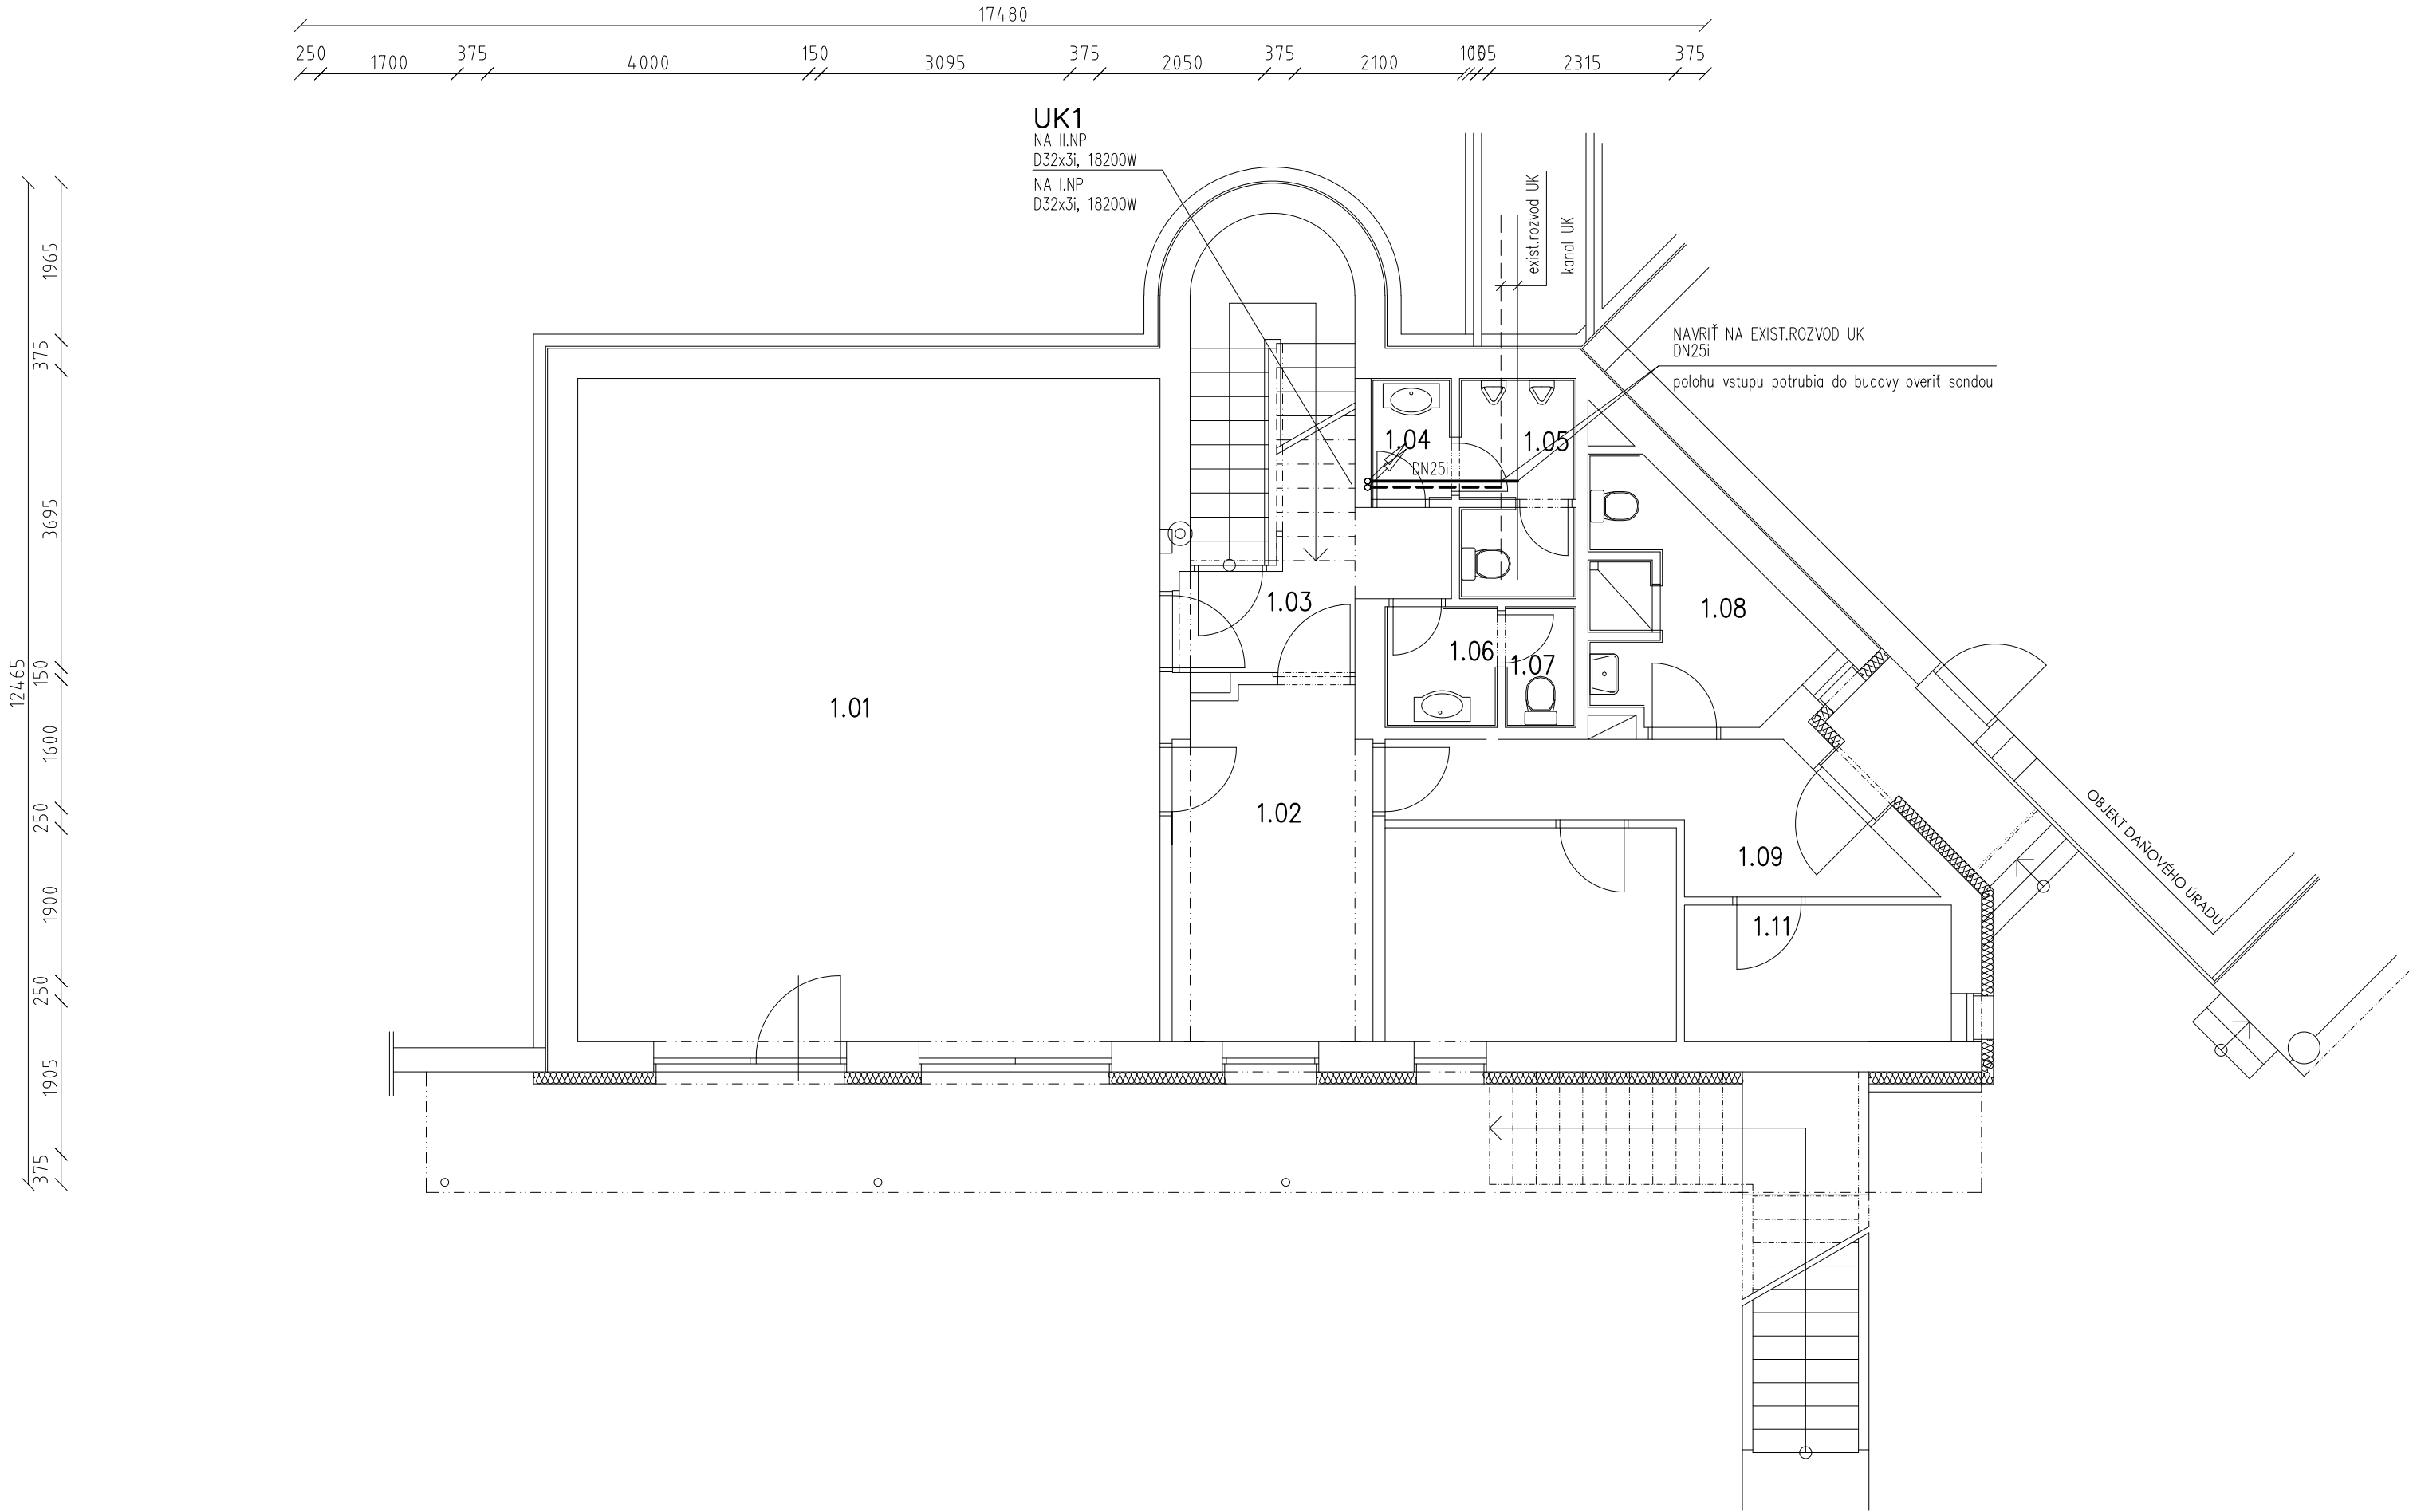 17480
250
1700
375
4000
150
3095
375
2050
375
2100
105
2315
375
UK1
NA II.NP
D32x3i, 18200W
NA I.NP
D32x3i, 18200W
exist.rozvod UK
kanal UK
NAVRIŤ NA EXIST.ROZVOD UK
DN25i
polohu vstupu potrubia do budovy overiť sondou
12465
1965
375
3695
150
1600
250
1900
250
1905
375
1.04
1.05
DN25i
1.03
1.08
1.06
1.07
1.01
1.02
1.09
1.11
OBJEKT DAŇOVÉHO ÚRADU